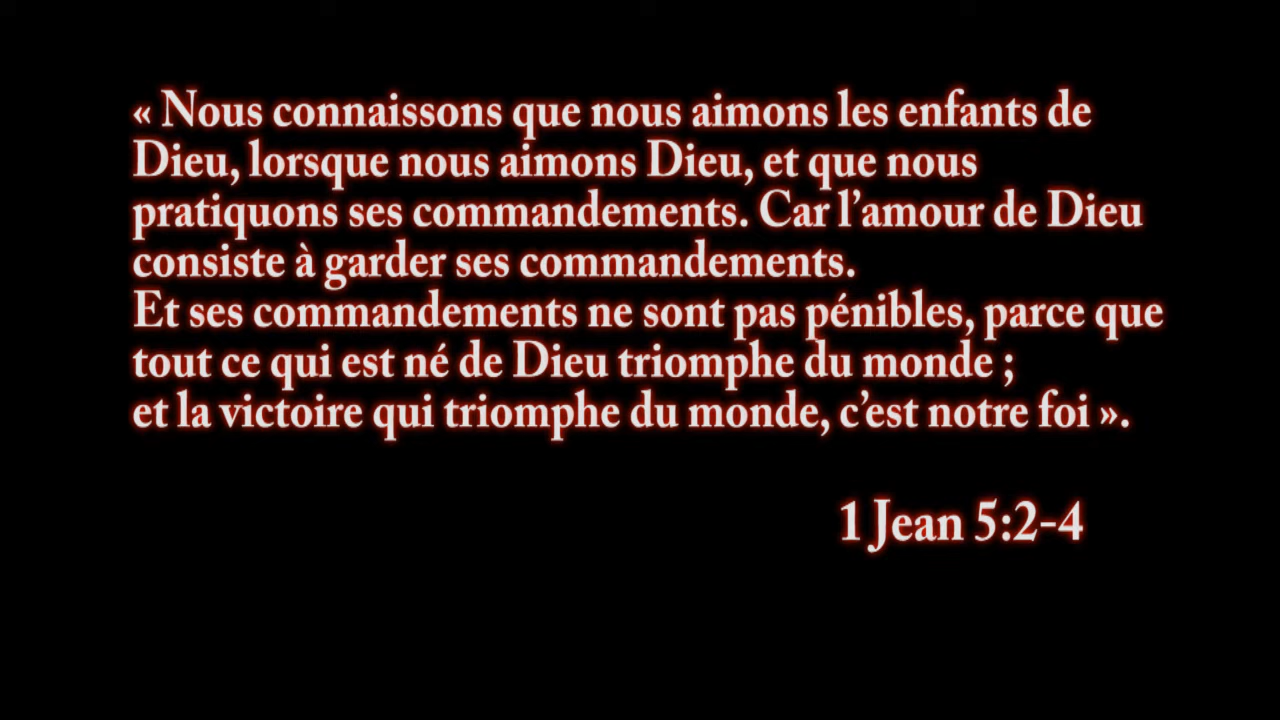 « Nous connaissons que nous aimons les enfants de
Dieu, lorsque nous aimons Dieu, et que nous
pratiquons ses commandements. Car l’amour de Dieu
consiste à garder ses commandements.
Et ses commandements ne sont pas pénibles, parce que
tout ce qui est né de Dieu triomphe du monde ;
et la victoire qui triomphe du monde, c’est notre foi ».
1 Jean 5:2-4